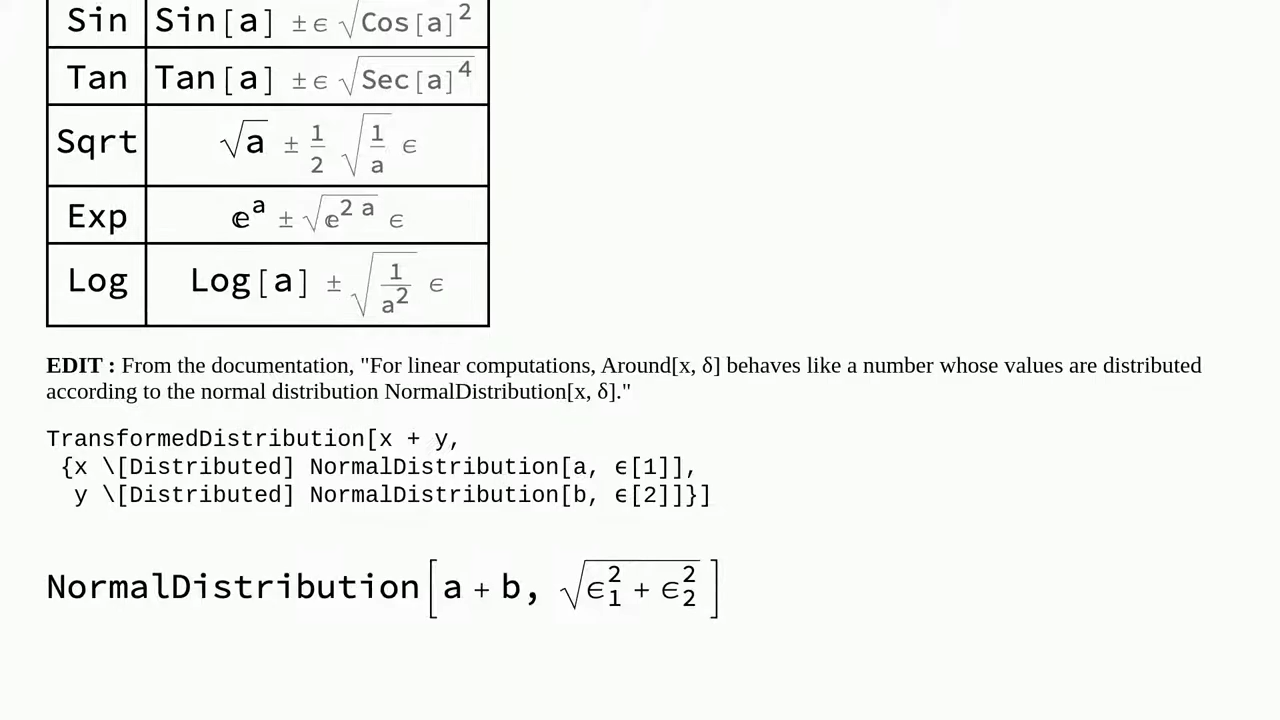 Sin Sin[a] ±ϵ √Cos[a]²
Tan Tan[a] ±ϵ √Sec[a]⁴
Sqrt √a ± 1/2 √(1/a) ϵ
Exp ⅇ^a ± √(ⅇ^(2 a)) ϵ
Log Log[a] ± √(1/a²) ϵ
EDIT : From the documentation, "For linear computations, Around[x, δ] behaves like a number whose values are distributed
according to the normal distribution NormalDistribution[x, δ]."
TransformedDistribution[x + y,
{x \[Distributed] NormalDistribution[a, ϵ[1]],
y \[Distributed] NormalDistribution[b, ϵ[2]]}]
NormalDistribution[a + b, √(ϵ₁² + ϵ₂²)]